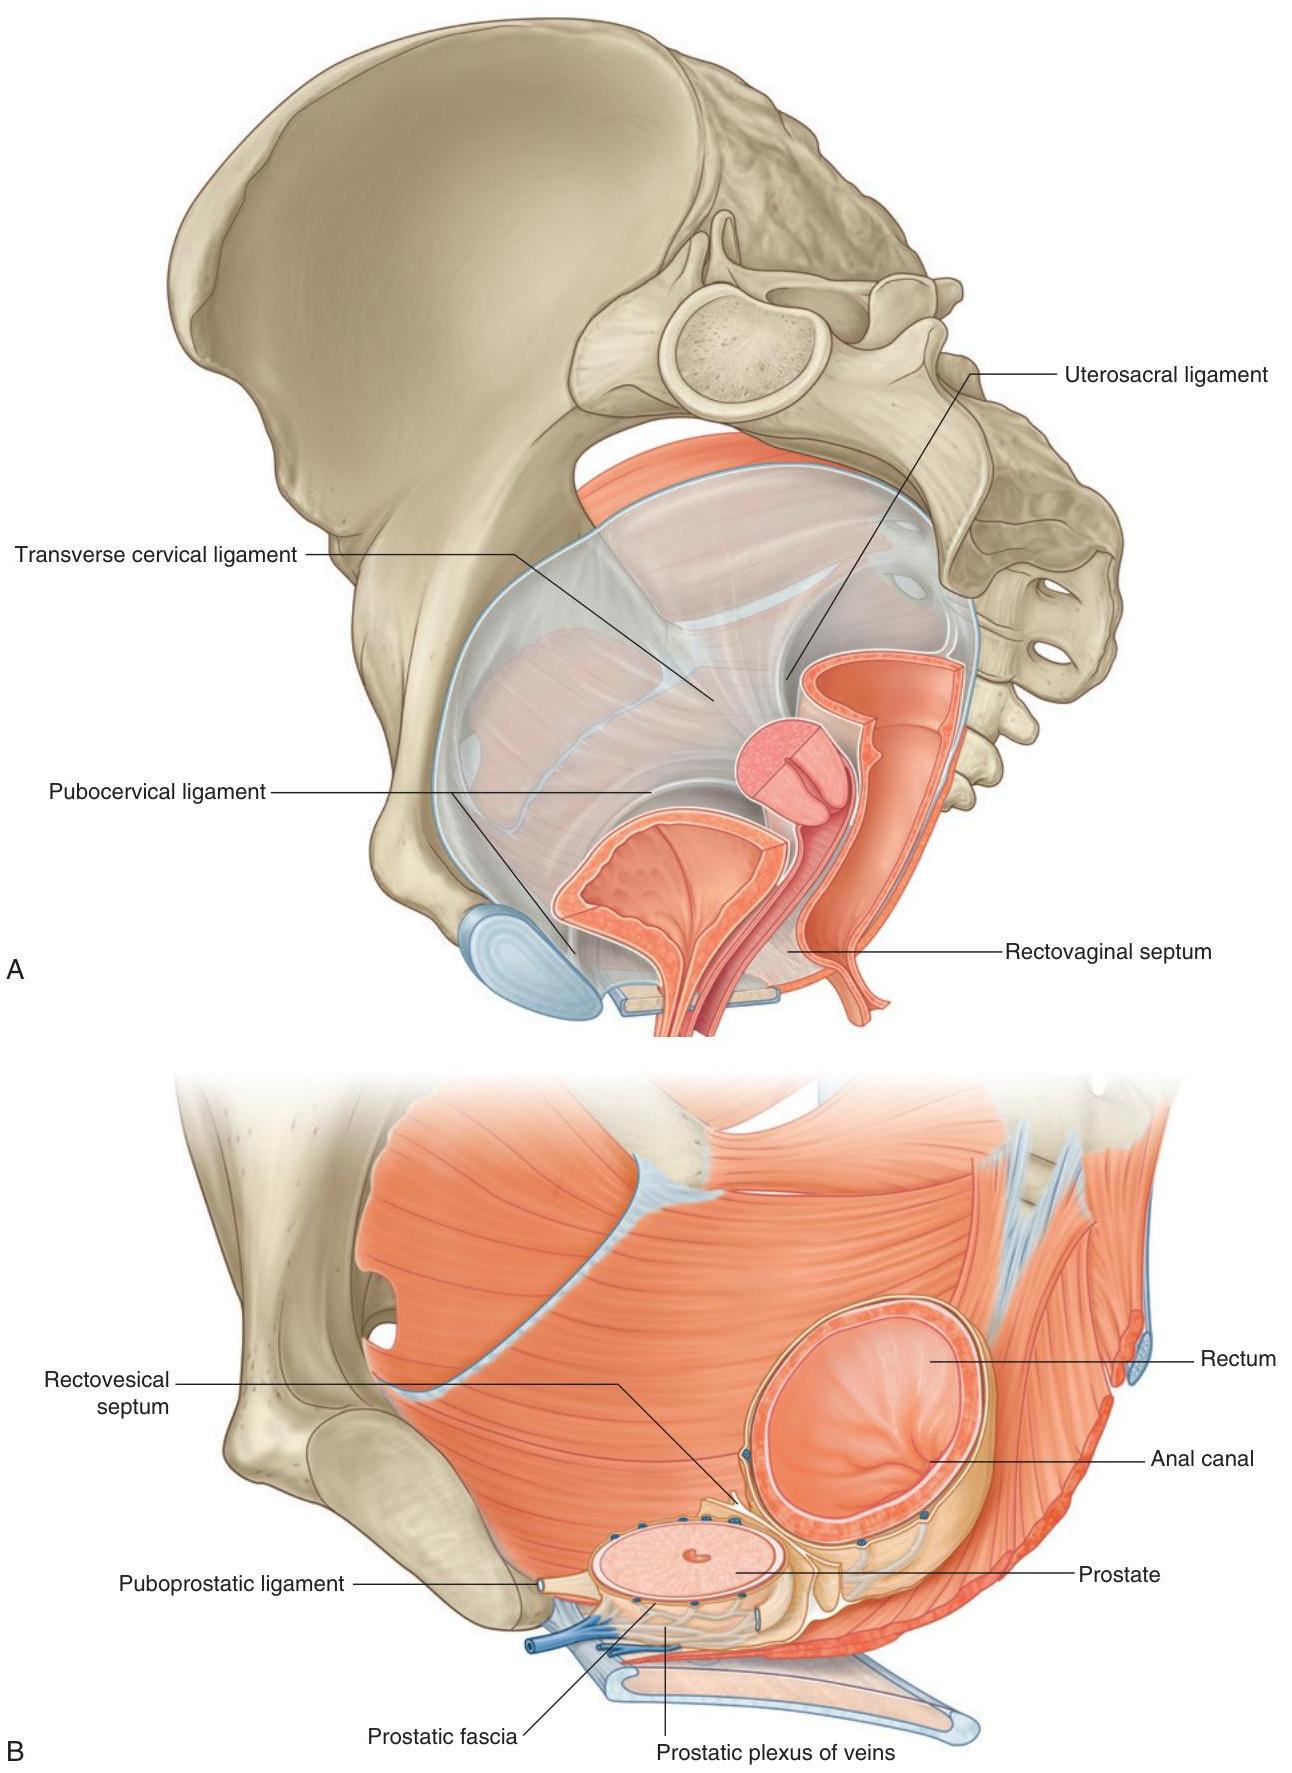 Uterosacral ligament
Transverse cervical ligament
Pubocervical ligament
Rectovaginal septum
A
Rectum
Rectovesical
septum
Anal canal
Prostate
Puboprostatic ligament
Prostatic fascia
Prostatic plexus of veins
B